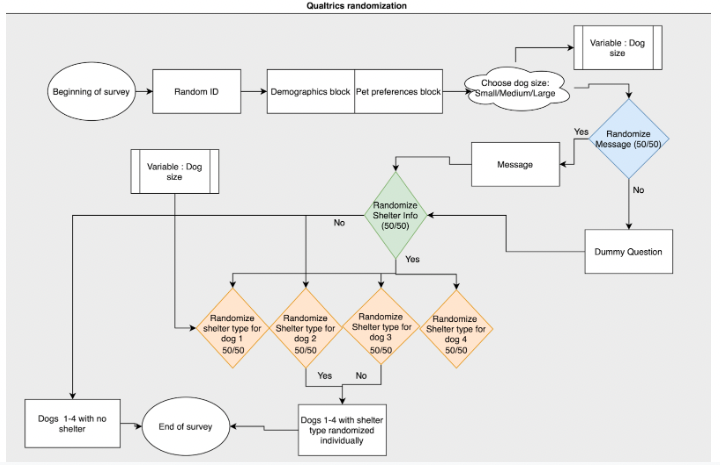 Qualtrics randomization
Variable : Dog
size
Beginning of survey
Random ID
Demographics block
Pet preferences block
Choose dog size:
Small/Medium/Large
Randomize
Message (50/50)
Yes
No
Message
Variable : Dog
size
Randomize
Shelter Info
(50/50)
No
Yes
Dummy Question
Randomize
shelter type for
dog 1
50/50
Randomize
Shelter type for
dog 2
50/50
Randomize
Shelter type for
dog 3
50/50
Randomize
Shelter type for
dog 4
50/50
Yes
No
Dogs 1-4 with no
shelter
End of survey
Dogs 1-4 with shelter
type randomized
individually